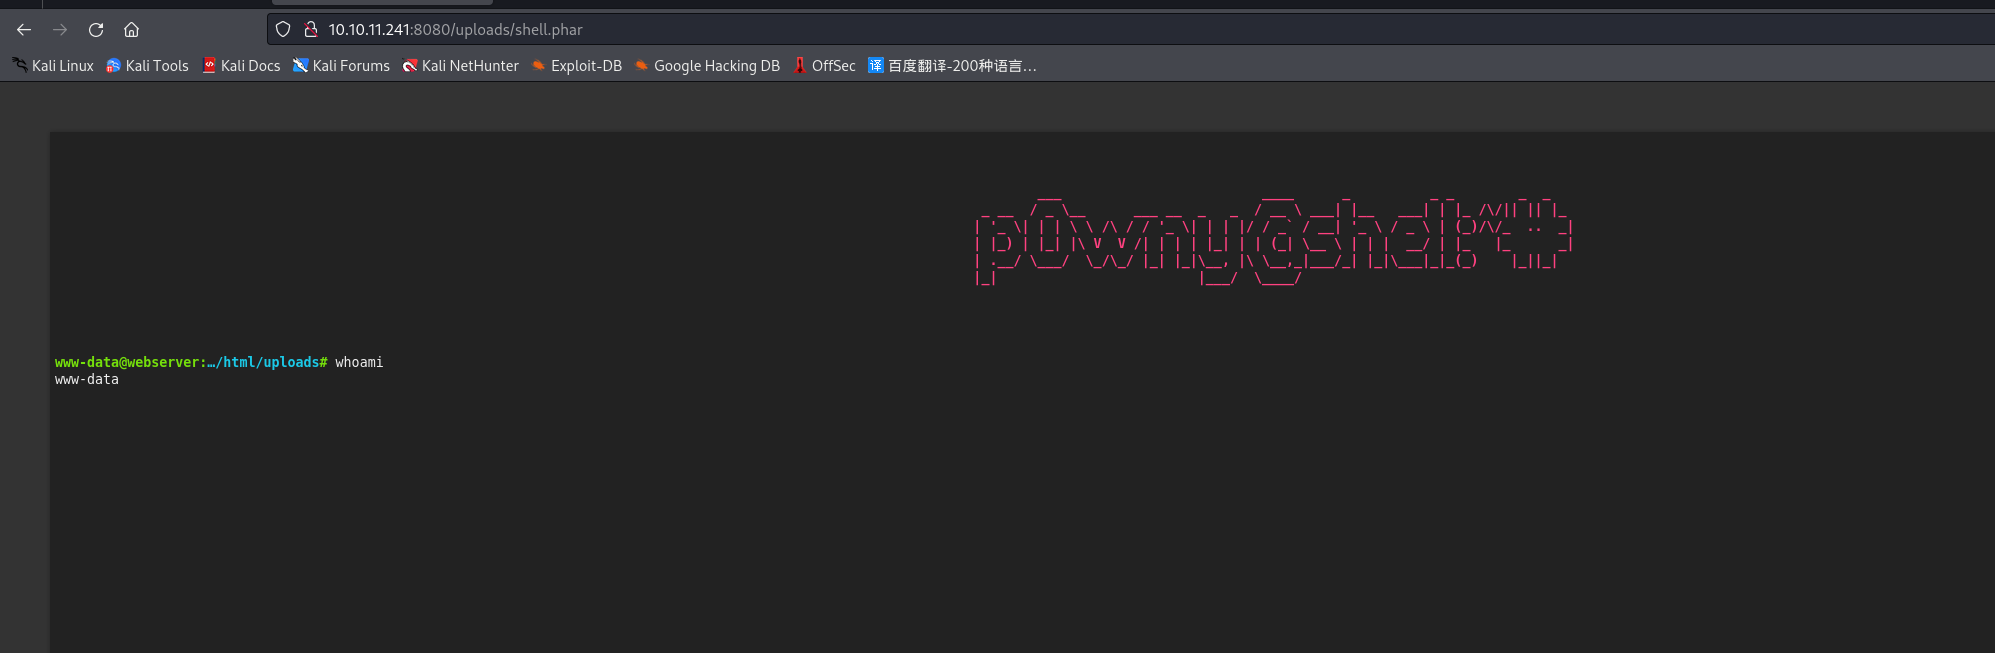 10.10.11.241:8080/uploads/shell.phar
Kali Linux Kali Tools Kali Docs Kali Forums Kali NetHunter Exploit-DB Google Hacking DB OffSec 百度翻译-200种语言…
p0wny@shell:~#
www-data@webserver:…/html/uploads# whoami
www-data